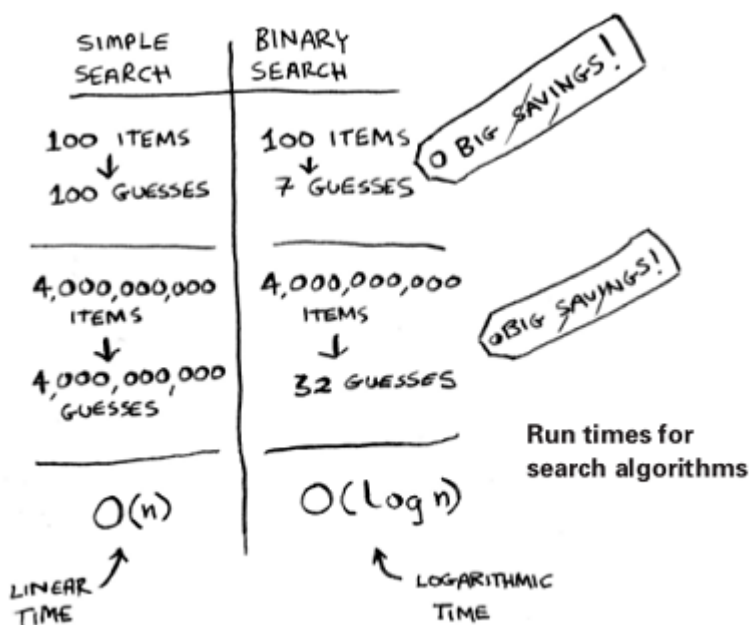 SIMPLE
SEARCH
BINARY
SEARCH
100 ITEMS
↓
100 GUESSES
100 ITEMS
↓
7 GUESSES
BIG SAVINGS!
4,000,000,000
ITEMS
↓
4,000,000,000
GUESSES
4,000,000,000
ITEMS
↓
32 GUESSES
BIG SAVINGS!
O(n)
O(log n)
LINEAR
TIME
LOGARITHMIC
TIME
Run times for
search algorithms